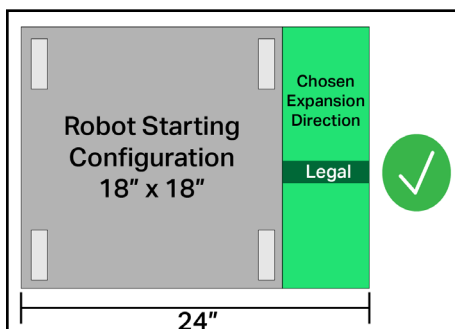 Chosen
Expansion
Direction
Robot Starting
Configuration
18” x 18”
Legal
24”